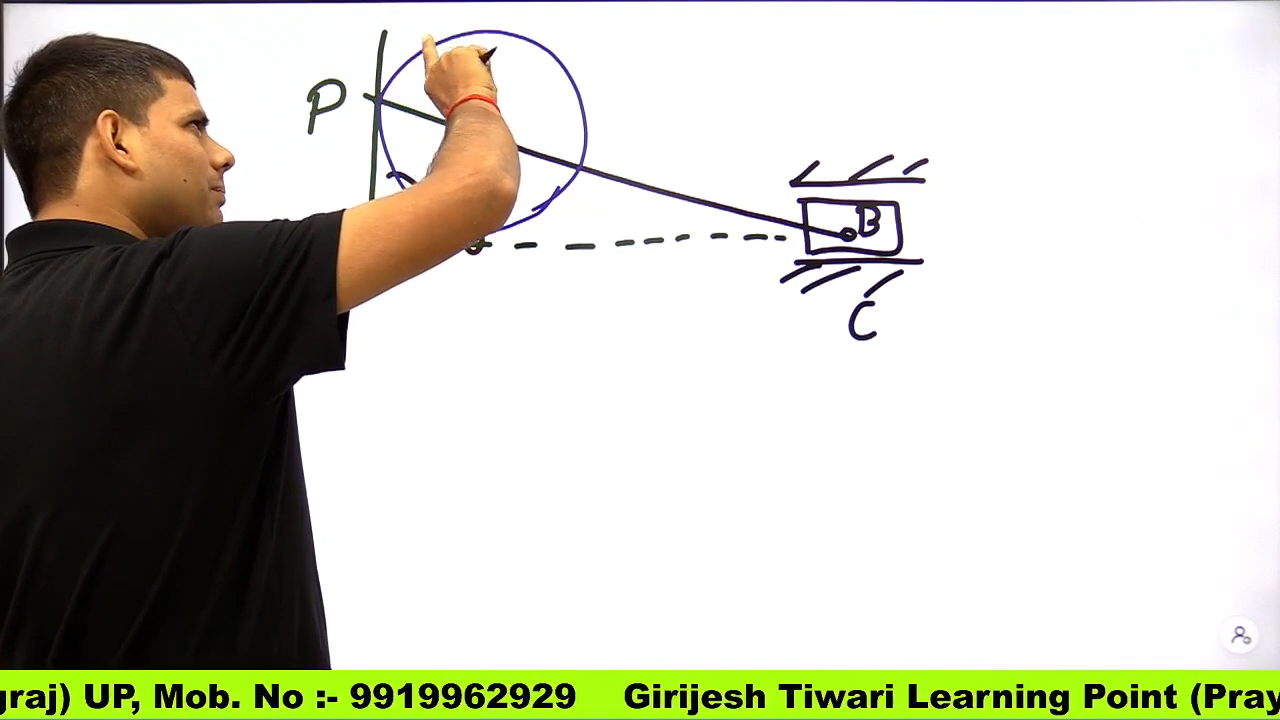 P
B
C
graj) UP, Mob. No :- 9919962929 Girijesh Tiwari Learning Point (Pray